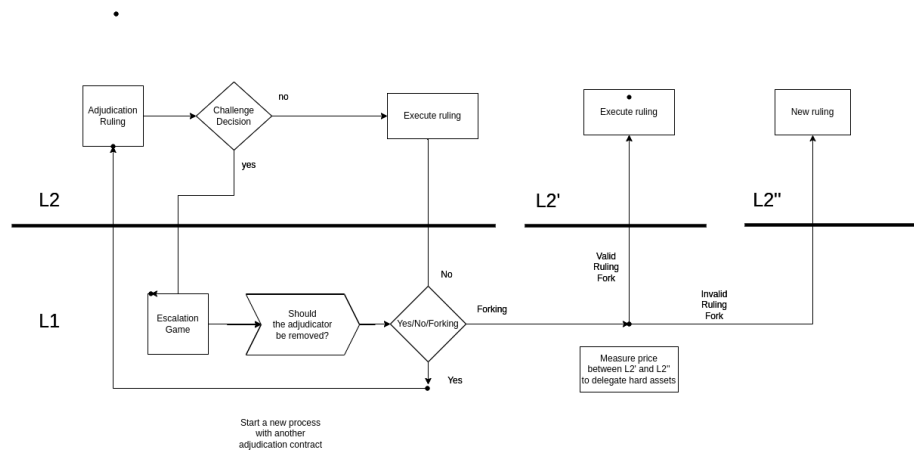 Adjudication
Ruling
Challenge
Decision
no
Execute ruling
Execute ruling
New ruling
yes
L2
L2'
L2"
Valid
Ruling
Fork
No
Invalid
Ruling
Fork
L1
Escalation
Game
Should
the adjudicator
be removed?
Yes/No/Forking
Forking
Measure price
between L2' and L2"
to delegate hard assets
Yes
Start a new process
with another
adjudication contract